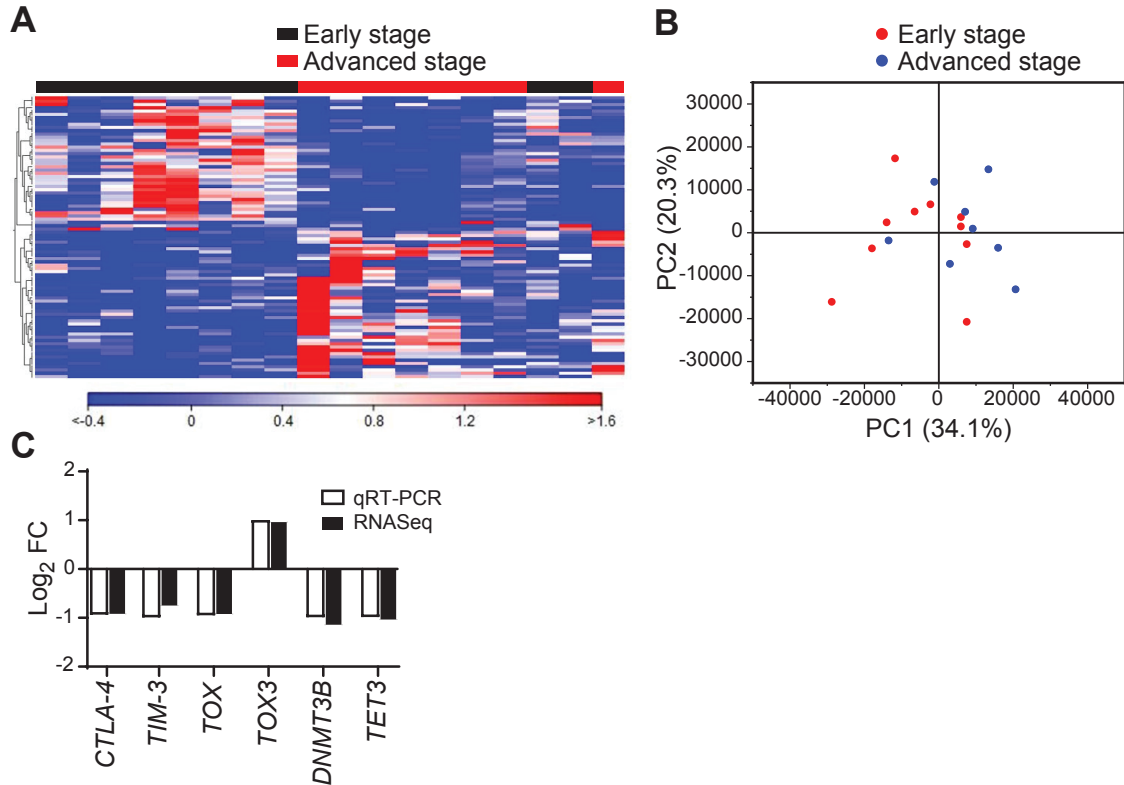 A
Early stage
Advanced stage
<-0.4
0
0.4
0.8
1.2
>1.6
B
Early stage
Advanced stage
PC2 (20.3%)
30000
20000
10000
0
-10000
-20000
-30000
-40000
-20000
0
20000
40000
PC1 (34.1%)
C
qRT-PCR
RNASeq
Log2 FC
2
1
0
-1
-2
CTLA-4
TIM-3
TOX
TOX3
DNMT3B
TET3